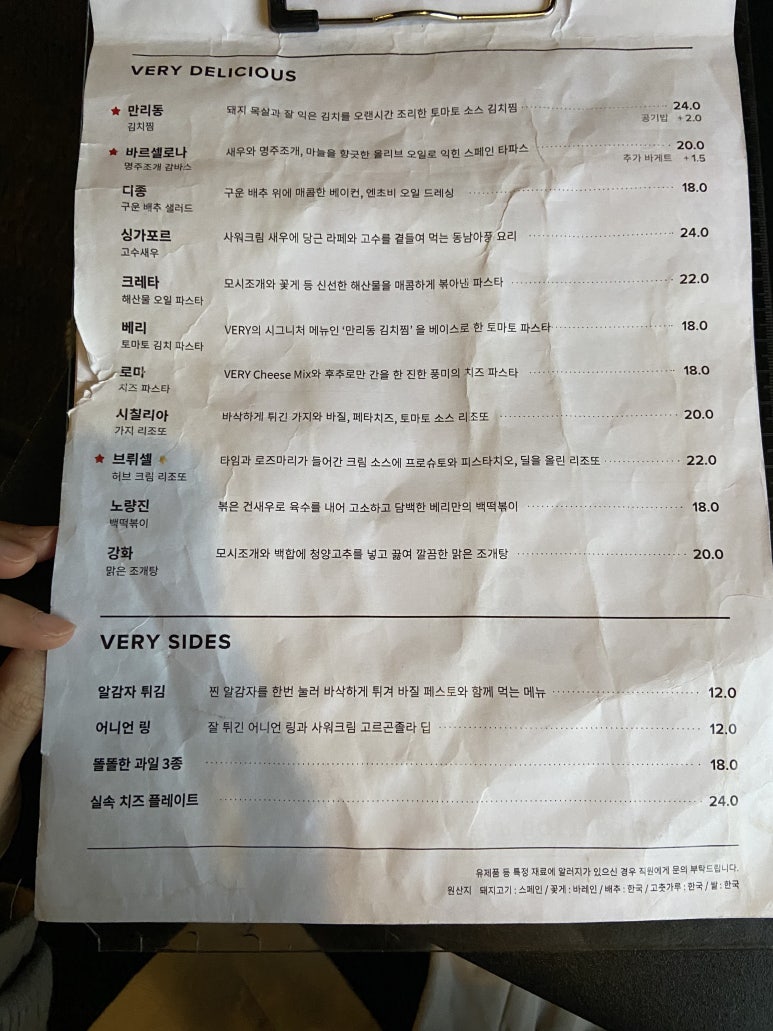 VERY DELICIOUS
만리동 돼지 목살과 잘 익은 김치를 오랜시간 조리한 토마토 소스 김치찜 24.0
김치찜 공기밥 +2.0
바르셀로나 새우와 명주조개, 마늘을 향긋한 올리브 오일로 익힌 스페인 타파스 20.0
명주조개 감바스 추가 바게트 +1.5
디종 구운 배추 위에 매콤한 베이컨, 엔초비 오일 드레싱 18.0
구운 배추 샐러드
싱가포르 사워크림 새우에 당근 라페와 고수를 곁들여 먹는 동남아풍 요리 24.0
고수새우
크레타 모시조개와 꽃게 등 신선한 해산물을 매콤하게 볶아낸 파스타 22.0
해산물 오일 파스타
베리 VERY의 시그니처 메뉴인 '만리동 김치찜' 을 베이스로 한 토마토 파스타 18.0
토마토 김치 파스타
로마 VERY Cheese Mix와 후추로만 간을 한 진한 풍미의 치즈 파스타 18.0
치즈 파스타
시칠리아 바삭하게 튀긴 가지와 바질, 페타치즈, 토마토 소스 리조또 20.0
가지 리조또
브뤼셀 타임과 로즈마리가 들어간 크림 소스에 프로슈토와 피스타치오, 딜을 올린 리조또 22.0
허브 크림 리조또
노량진 볶은 건새우로 육수를 내어 고소하고 담백한 베리만의 백떡볶이 18.0
백떡볶이
강화 모시조개와 백합에 청양고추를 넣고 끓여 깔끔한 맑은 조개탕 20.0
맑은 조개탕
VERY SIDES
알감자 튀김 찐 알감자를 한번 눌러 바삭하게 튀겨 바질 페스토와 함께 먹는 메뉴 12.0
어니언 링 잘 튀긴 어니언 링과 사워크림 고르곤졸라 딥 12.0
똘똘한 과일 3종 18.0
실속 치즈 플레이트 24.0
유제품 등 특정 재료에 알러지가 있으신 경우 직원에게 문의 부탁드립니다.
원산지 돼지고기 : 스페인 / 꽃게 : 바레인 / 배추 : 한국 / 고춧가루 : 한국 / 쌀 : 한국